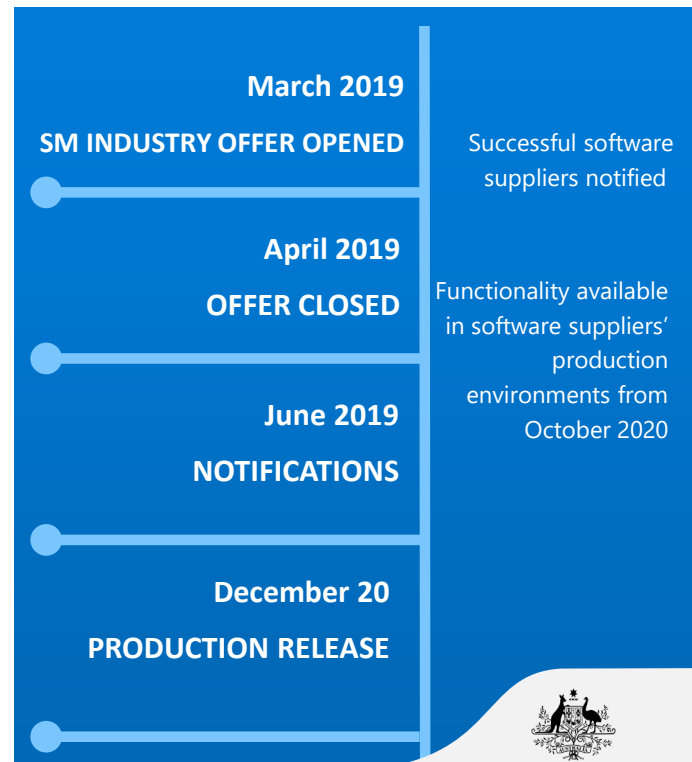 March 2019
SM INDUSTRY OFFER OPENED
April 2019
OFFER CLOSED
June 2019
NOTIFICATIONS
December 20
PRODUCTION RELEASE
Successful software
suppliers notified
Functionality available
in software suppliers’
production
environments from
October 2020
AUSTRALIA